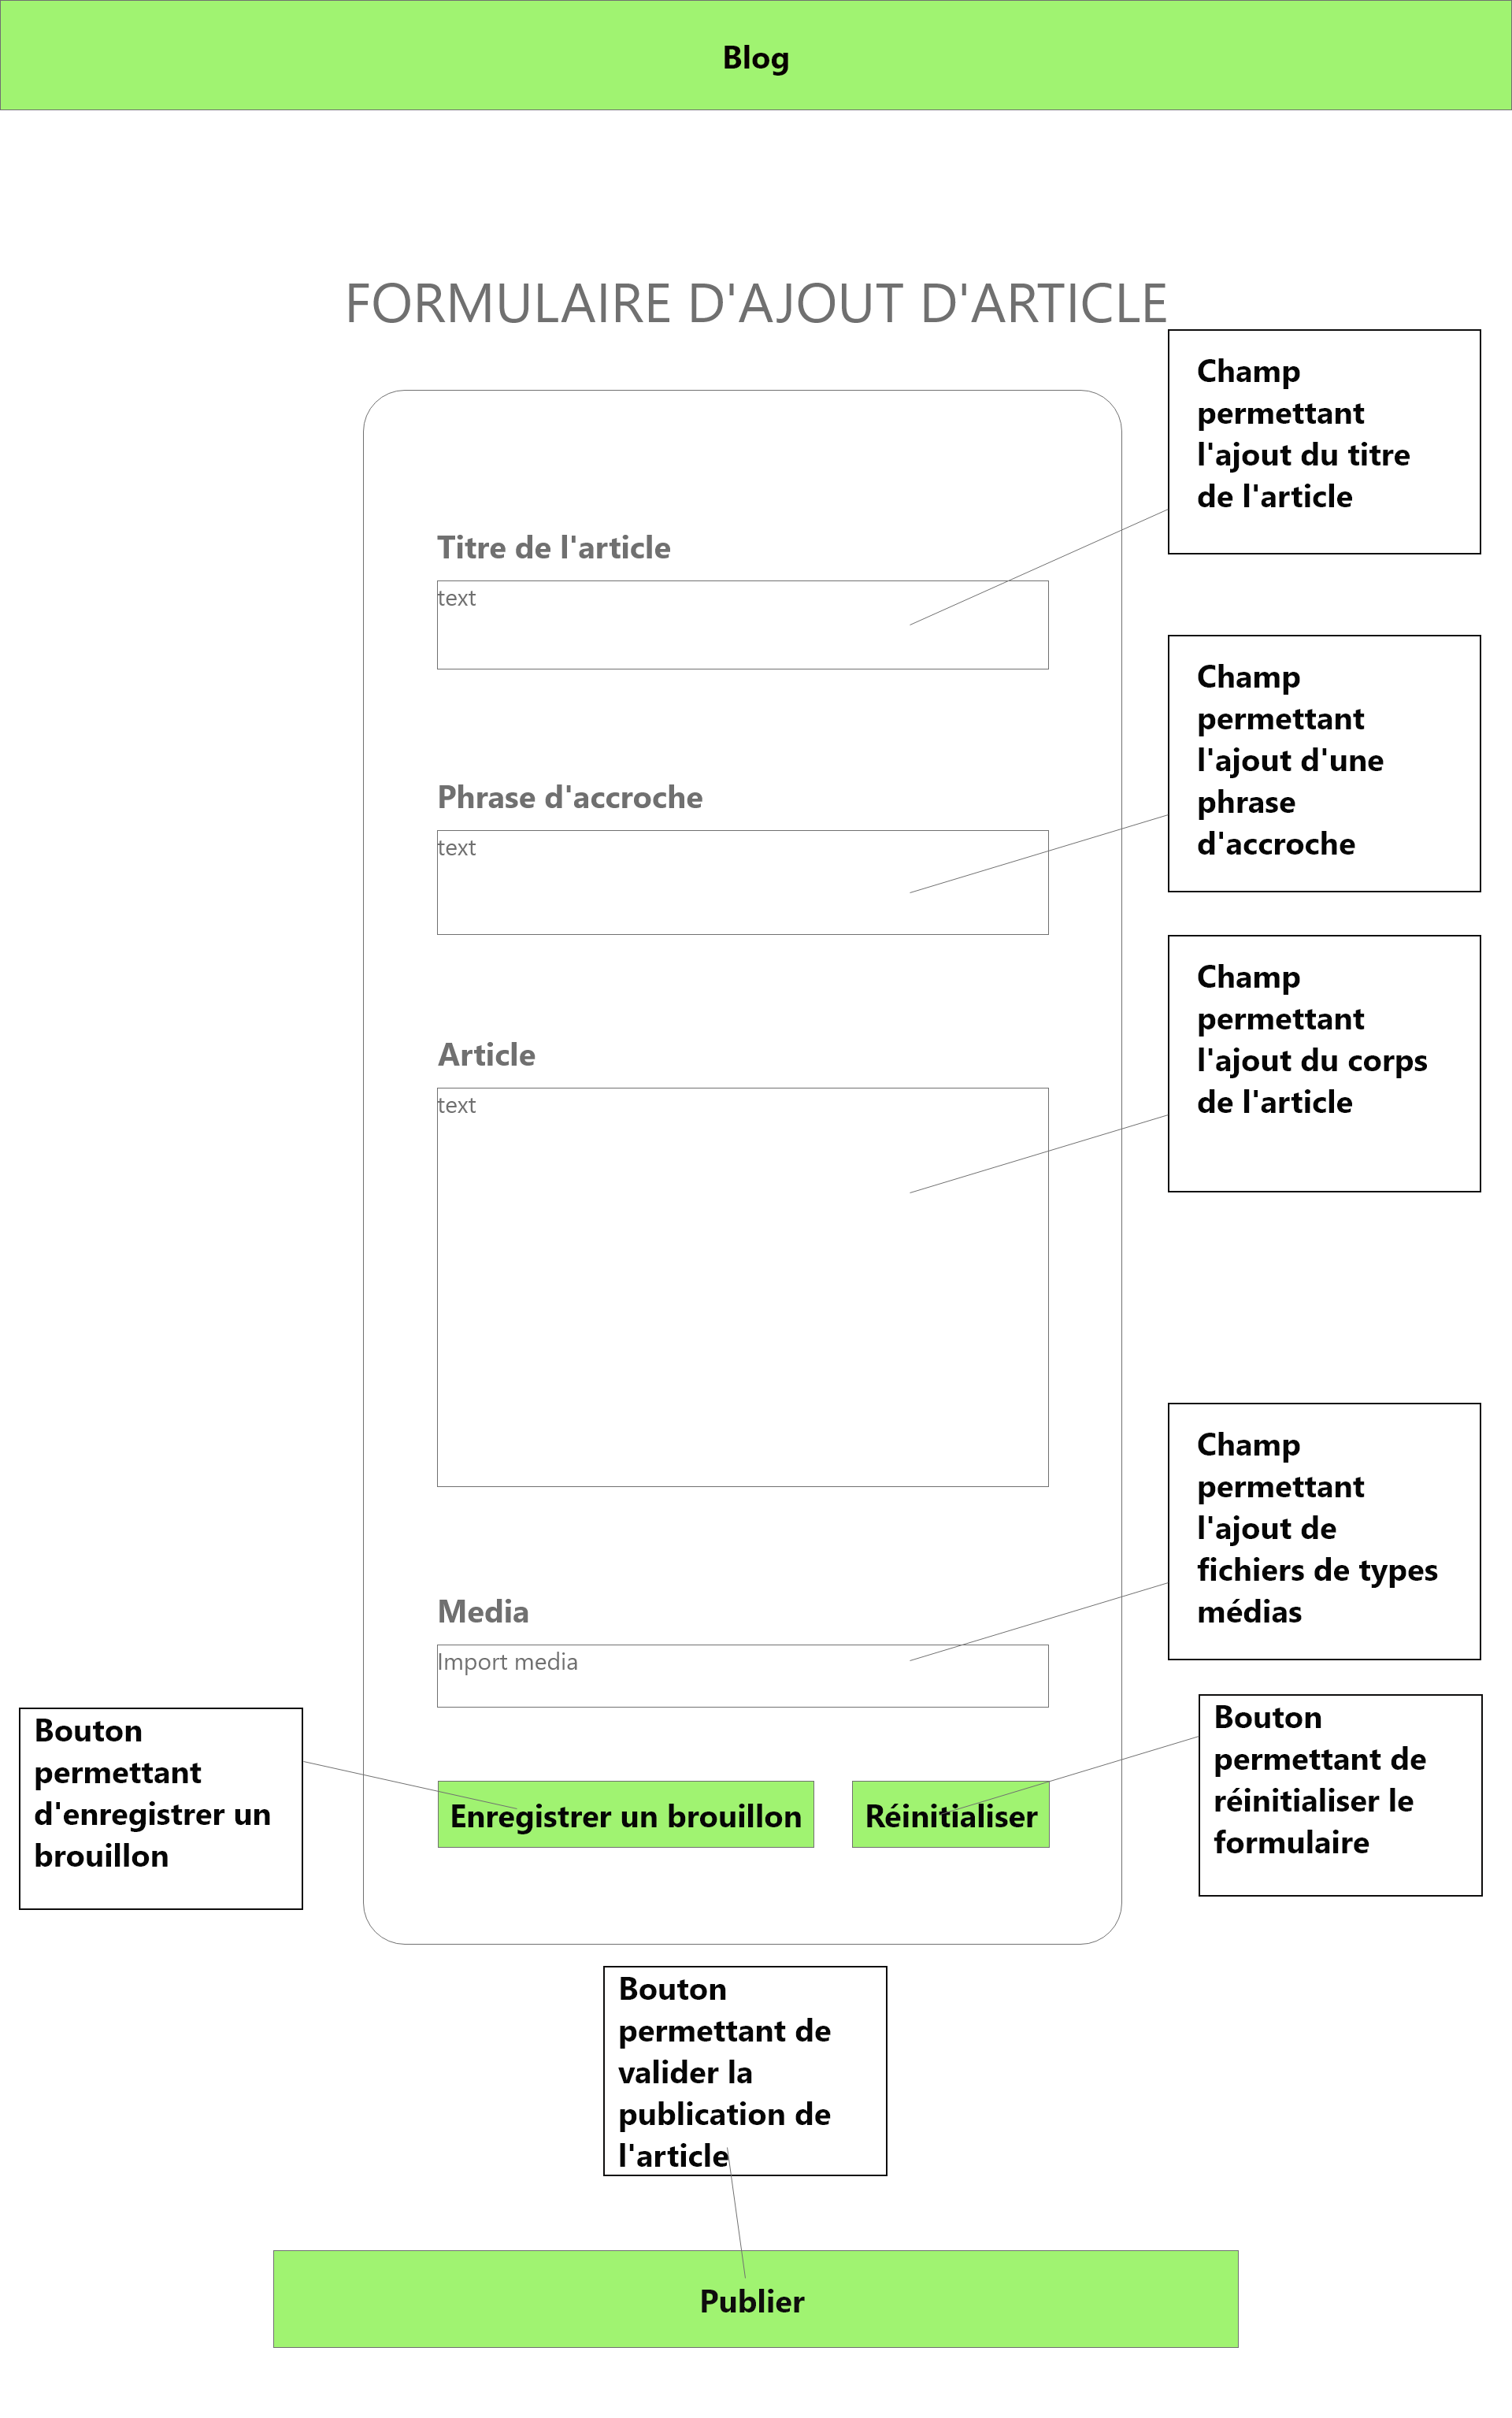 Blog
FORMULAIRE D'AJOUT D'ARTICLE
Champ
permettant
l'ajout du titre
de l'article
Titre de l'article
text
Champ
permettant
l'ajout d'une
phrase
d'accroche
Phrase d'accroche
text
Champ
permettant
l'ajout du corps
de l'article
Article
text
Champ
permettant
l'ajout de
fichiers de types
médias
Media
Import media
Bouton
permettant
d'enregistrer un
brouillon
Bouton
permettant de
réinitialiser le
formulaire
Enregistrer un brouillon
Réinitialiser
Bouton
permettant de
valider la
publication de
l'article
Publier